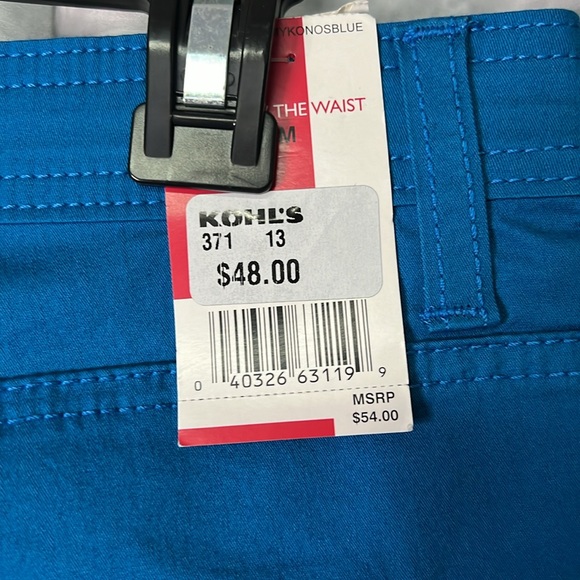 YKONOSBLUE
THE WAIST
M
KOHL'S
371 13
$48.00
0 40326 63119 9
MSRP
$54.00